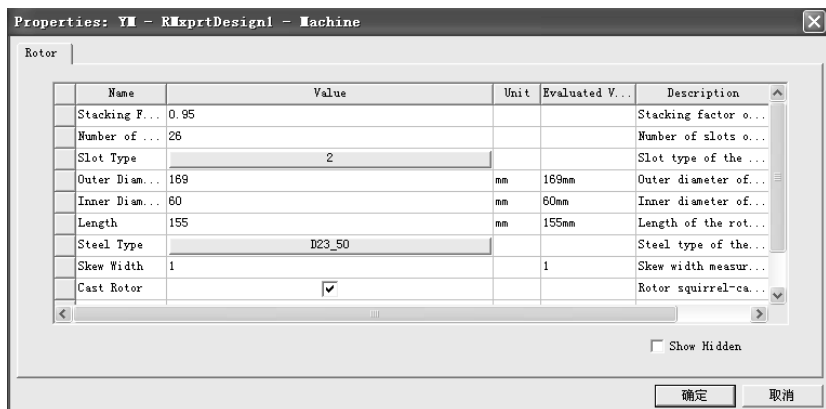 Properties: YM - RMxprtDesign1 - Machine
Rotor
Name Value Unit Evaluated V... Description
Stacking F... 0.95 Stacking factor o...
Number of ... 26 Number of slots o...
Slot Type 2 Slot type of the ...
Outer Diam... 169 mm 169mm Outer diameter of...
Inner Diam... 60 mm 60mm Inner diameter of...
Length 155 mm 155mm Length of the rot...
Steel Type D23_50 Steel type of the...
Skew Width 1 1 Skew width measur...
Cast Rotor Rotor squirrel-ca...
Show Hidden
确定 取消